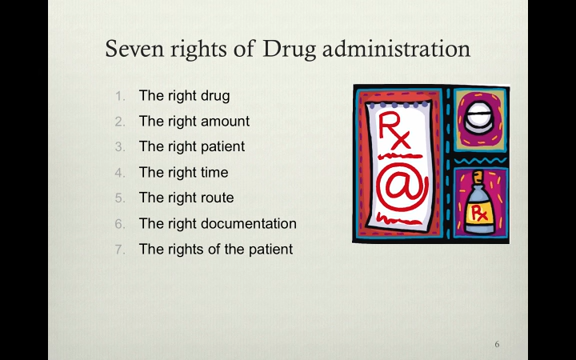 Seven rights of Drug administration
1. The right drug
2. The right amount
3. The right patient
4. The right time
5. The right route
6. The right documentation
7. The rights of the patient
Rx
@
Rx
6